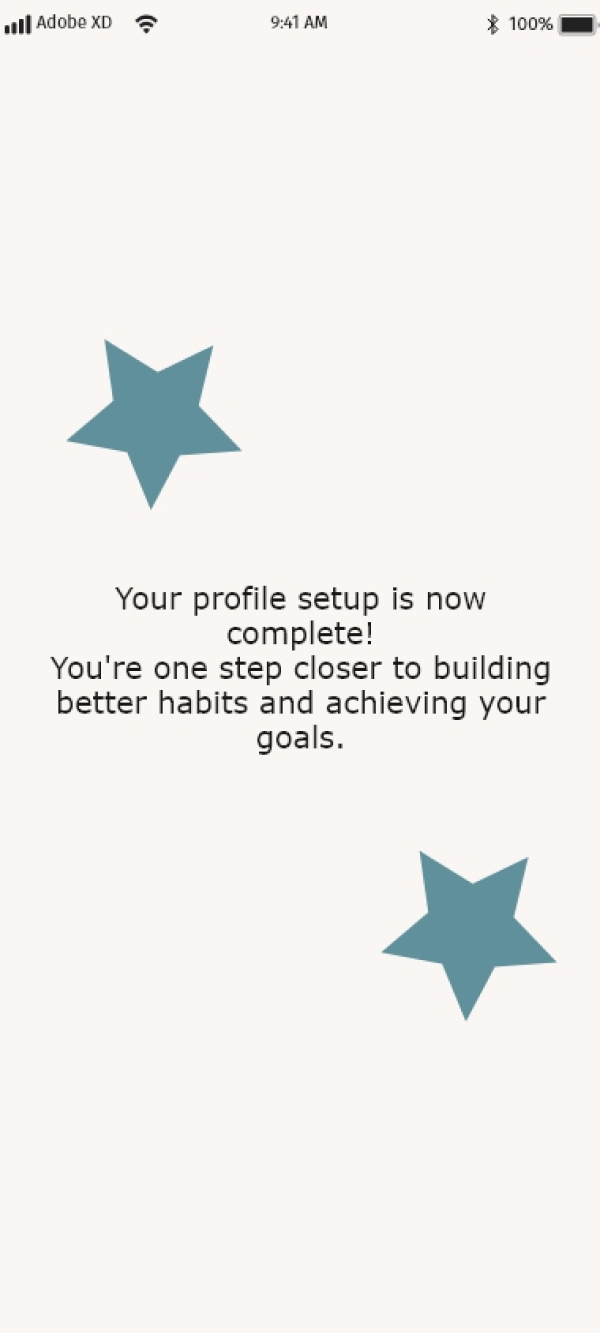 Adobe XD 9:41 AM 100%
Your profile setup is now
complete!
You're one step closer to building
better habits and achieving your
goals.